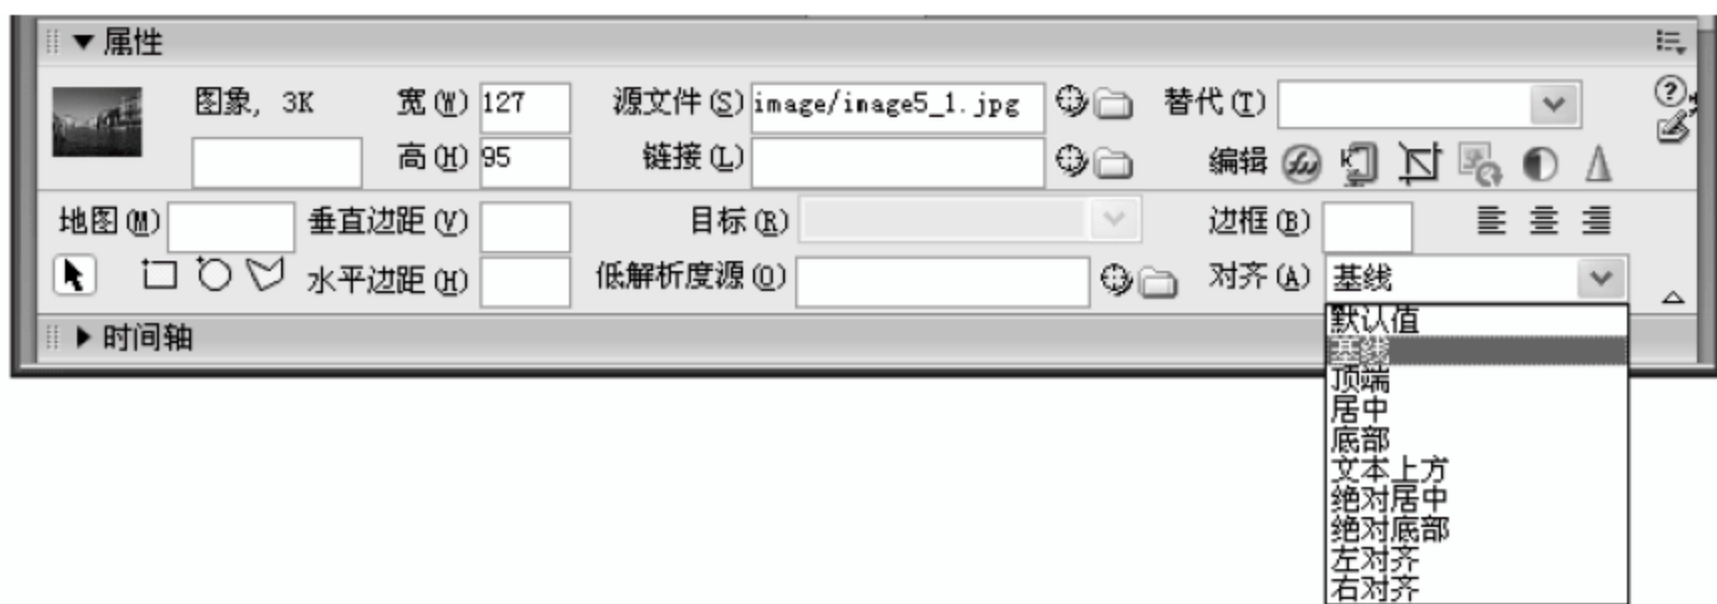 属性
图象, 3K 宽(W) 127 源文件(S) image/image5_1.jpg 替代(T)
高(H) 95 链接(L) 编辑
地图(M) 垂直边距(V) 目标(R) 边框(B)
水平边距(H) 低解析度源(O) 对齐(A) 基线
时间轴
默认值
基线
顶端
居中
底部
文本上方
绝对居中
绝对底部
左对齐
右对齐